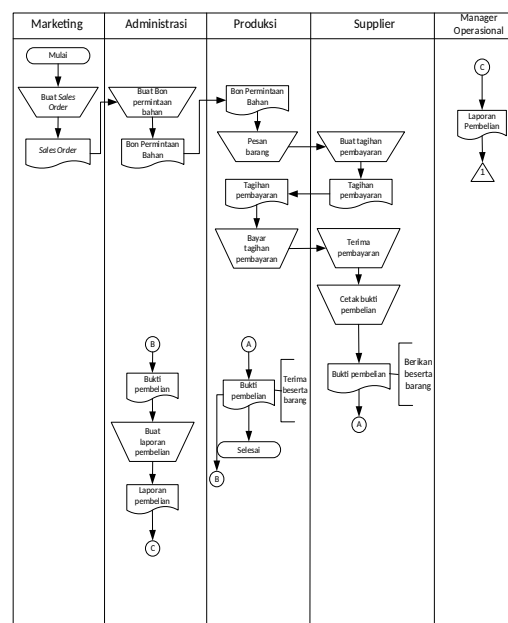 Marketing
Administrasi
Produksi
Supplier
Manager
Operasional
Mulai
Buat Sales
Order
Sales Order
Buat Bon
permintaan
bahan
Bon Permintaan
Bahan
Bon Permintaan
Bahan
Pesan
barang
Buat tagihan
pembayaran
Tagihan
pembayaran
Tagihan
pembayaran
Bayar
tagihan
pembayaran
Terima
pembayaran
Cetak bukti
pembelian
Bukti pembelian
Berikan
beserta
barang
A
A
Bukti
pembelian
Terima
beserta
barang
Selesai
B
B
Bukti
pembelian
Buat
laporan
pembelian
Laporan
pembelian
C
C
Laporan
Pembelian
1